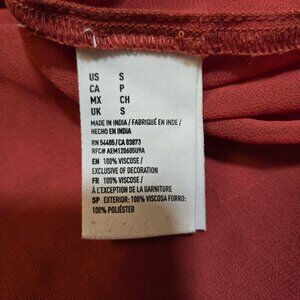 US S
CA P
MX CH
UK S
MADE IN INDIA / FABRIQUÉ EN INDE /
HECHO EN INDIA
RN 54485/CA 83873
RFC# AEM120605U9A
EN 100% VISCOSE /
EXCLUSIVE OF DECORATION
FR 100% VISCOSE /
À L'EXCEPTION DE LA GARNITURE
SP EXTERIOR: 100% VISCOSA FORRO:
100% POLIÉSTER